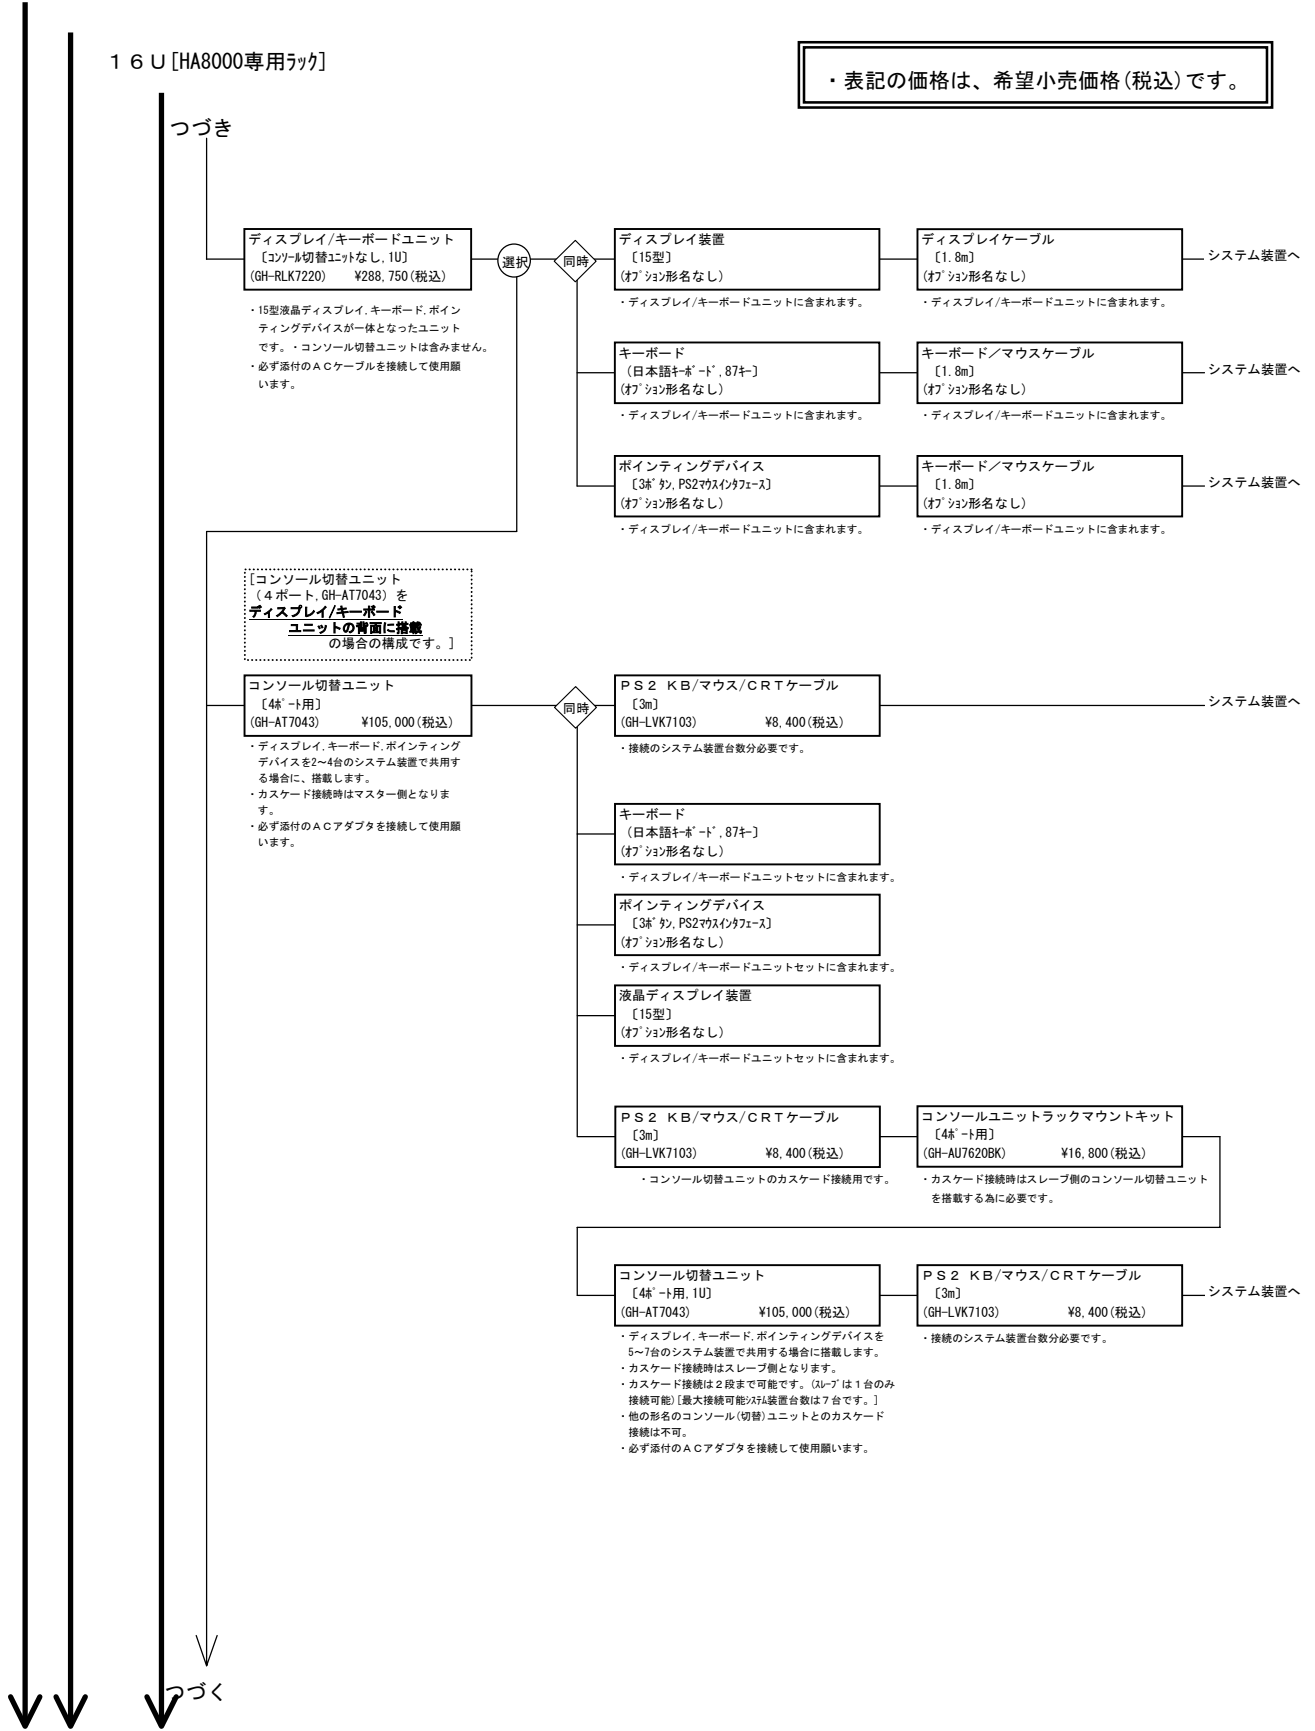 １６Ｕ[HA8000専用ﾗｯｸ]
・表記の価格は、希望小売価格(税込)です。
つづき
ディスプレイ/キーボードユニット
〔ｺﾝｿｰﾙ切替ﾕﾆｯﾄなし,1U〕
(GH-RLK7220) ¥288,750(税込)
・15型液晶ディスプレイ,キーボード,ポイン
ティングデバイスが一体となったユニット
です。・コンソール切替ユニットは含みません。
・必ず添付のＡＣケーブルを接続して使用願
います。
選択
同時
ディスプレイ装置
〔15型〕
(ｵﾌﾟｼｮﾝ形名なし)
・ディスプレイ/キーボードユニットに含まれます。
ディスプレイケーブル
〔1.8m〕
(ｵﾌﾟｼｮﾝ形名なし)
・ディスプレイ/キーボードユニットに含まれます。
システム装置へ
キーボード
(日本語ｷｰﾎﾞｰﾄﾞ,87ｷｰ〕
(ｵﾌﾟｼｮﾝ形名なし)
・ディスプレイ/キーボードユニットに含まれます。
キーボード／マウスケーブル
〔1.8m〕
(ｵﾌﾟｼｮﾝ形名なし)
・ディスプレイ/キーボードユニットに含まれます。
システム装置へ
ポインティングデバイス
〔3ﾎﾞﾀﾝ,PS2ﾏｳｽｲﾝﾀﾌｪｰｽ〕
(ｵﾌﾟｼｮﾝ形名なし)
・ディスプレイ/キーボードユニットに含まれます。
キーボード／マウスケーブル
〔1.8m〕
(ｵﾌﾟｼｮﾝ形名なし)
・ディスプレイ/キーボードユニットに含まれます。
システム装置へ
[コンソール切替ユニット
(４ポート,GH-AT7043) を
ディスプレイ/キーボード
ユニットの背面に搭載
の場合の構成です。]
コンソール切替ユニット
〔4ﾎﾟｰﾄ用〕
(GH-AT7043) ¥105,000(税込)
・ディスプレイ,キーボード,ポインティング
デバイスを2～4台のシステム装置で共用す
る場合に、搭載します。
・カスケード接続時はマスター側となりま
す。
・必ず添付のＡＣアダプタを接続して使用願
います。
同時
ＰＳ２ ＫＢ/マウス/ＣＲＴケーブル
〔3m〕
(GH-LVK7103) ¥8,400(税込)
・接続のシステム装置台数分必要です。
システム装置へ
キーボード
(日本語ｷｰﾎﾞｰﾄﾞ,87ｷｰ〕
(ｵﾌﾟｼｮﾝ形名なし)
・ディスプレイ/キーボードユニットセットに含まれます。
ポインティングデバイス
〔3ﾎﾞﾀﾝ,PS2ﾏｳｽｲﾝﾀﾌｪｰｽ〕
(ｵﾌﾟｼｮﾝ形名なし)
・ディスプレイ/キーボードユニットセットに含まれます。
液晶ディスプレイ装置
〔15型〕
(ｵﾌﾟｼｮﾝ形名なし)
・ディスプレイ/キーボードユニットセットに含まれます。
ＰＳ２ ＫＢ/マウス/ＣＲＴケーブル
〔3m〕
(GH-LVK7103) ¥8,400(税込)
・コンソール切替ユニットのカスケード接続用です。
コンソールユニットラックマウントキット
〔4ﾎﾟｰﾄ用〕
(GH-AU7620BK) ¥16,800(税込)
・カスケード接続時はスレーブ側のコンソール切替ユニット
を搭載する為に必要です。
コンソール切替ユニット
〔4ﾎﾟｰﾄ用,1U〕
(GH-AT7043) ¥105,000(税込)
・ディスプレイ,キーボード,ポインティングデバイスを
5～7台のシステム装置で共用する場合に搭載します。
・カスケード接続時はスレーブ側となります。
・カスケード接続は２段まで可能です。(ｽﾚｰﾌﾞは１台のみ
接続可能)[最大接続可能ｼｽﾃﾑ装置台数は７台です。]
・他の形名のコンソール(切替)ユニットとのカスケード
接続は不可。
・必ず添付のＡＣアダプタを接続して使用願います。
ＰＳ２ ＫＢ/マウス/ＣＲＴケーブル
〔3m〕
(GH-LVK7103) ¥8,400(税込)
・接続のシステム装置台数分必要です。
システム装置へ
つづく